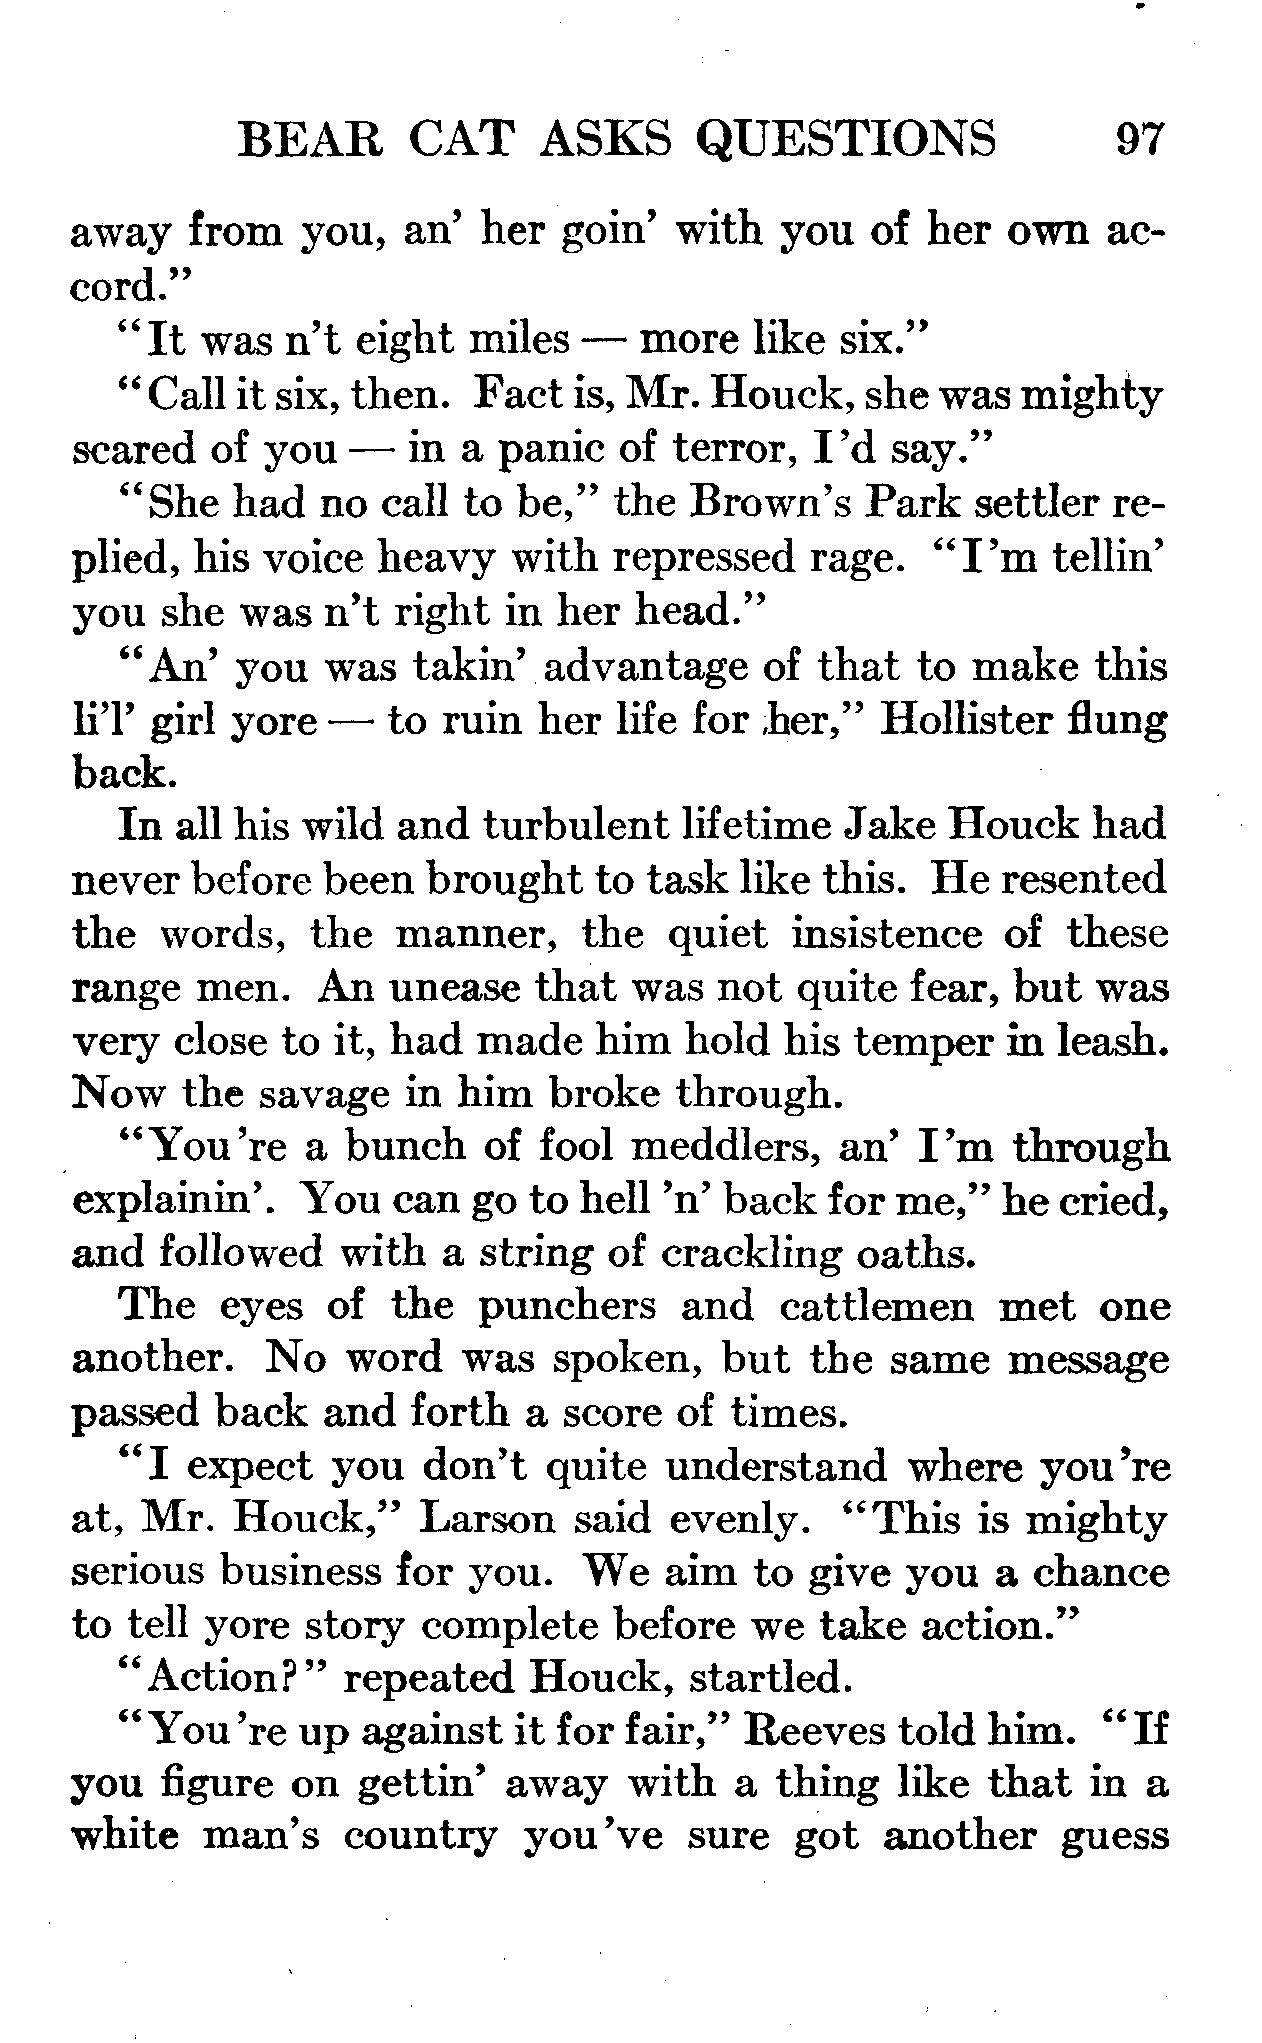 BEAR CAT ASKS QUESTIONS 97
away from you, an' her goin' with you of her own ac-
cord."
"It was n't eight miles — more like six."
"Call it six, then. Fact is, Mr. Houck, she was mighty
scared of you — in a panic of terror, I 'd say."
"She had no call to be," the Brown's Park settler re-
plied, his voice heavy with repressed rage. "I 'm tellin'
you she was n't right in her head."
"An' you was takin' advantage of that to make this
li'l' girl yore — to ruin her life for her," Hollister flung
back.
In all his wild and turbulent lifetime Jake Houck had
never before been brought to task like this. He resented
the words, the manner, the quiet insistence of these
range men. An unease that was not quite fear, but was
very close to it, had made him hold his temper in leash.
Now the savage in him broke through.
"You 're a bunch of fool meddlers, an' I 'm through
explainin'. You can go to hell 'n' back for me," he cried,
and followed with a string of crackling oaths.
The eyes of the punchers and cattlemen met one
another. No word was spoken, but the same message
passed back and forth a score of times.
"I expect you don't quite understand where you 're
at, Mr. Houck," Larson said evenly. "This is mighty
serious business for you. We aim to give you a chance
to tell yore story complete before we take action."
"Action?" repeated Houck, startled.
"You 're up against it for fair," Reeves told him. "If
you figure on gettin' away with a thing like that in a
white man's country you 've sure got another guess